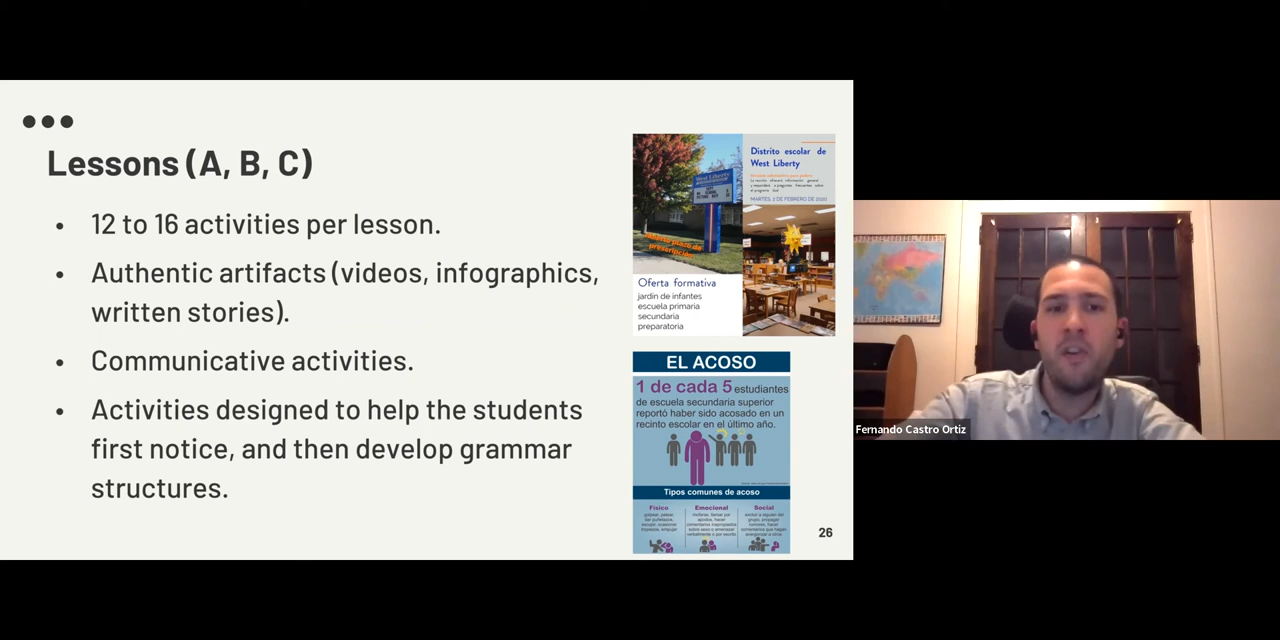 Lessons (A, B, C)
• 12 to 16 activities per lesson.
• Authentic artifacts (videos, infographics,
written stories).
• Communicative activities.
• Activities designed to help the students
first notice, and then develop grammar
structures.
West Liberty
Distrito escolar de
West Liberty
MARTES, 2 DE FEBRERO DE 2020
Oferta formativa
jardín de infantes
escuela primaria
secundaria
preparatoria
EL ACOSO
1 de cada 5 estudiantes
de escuela secundaria superior
reportó haber sido acosado en un
recinto escolar en el último año.
Tipos comunes de acoso
Físico
Emocional
Social
26
Fernando Castro Ortiz